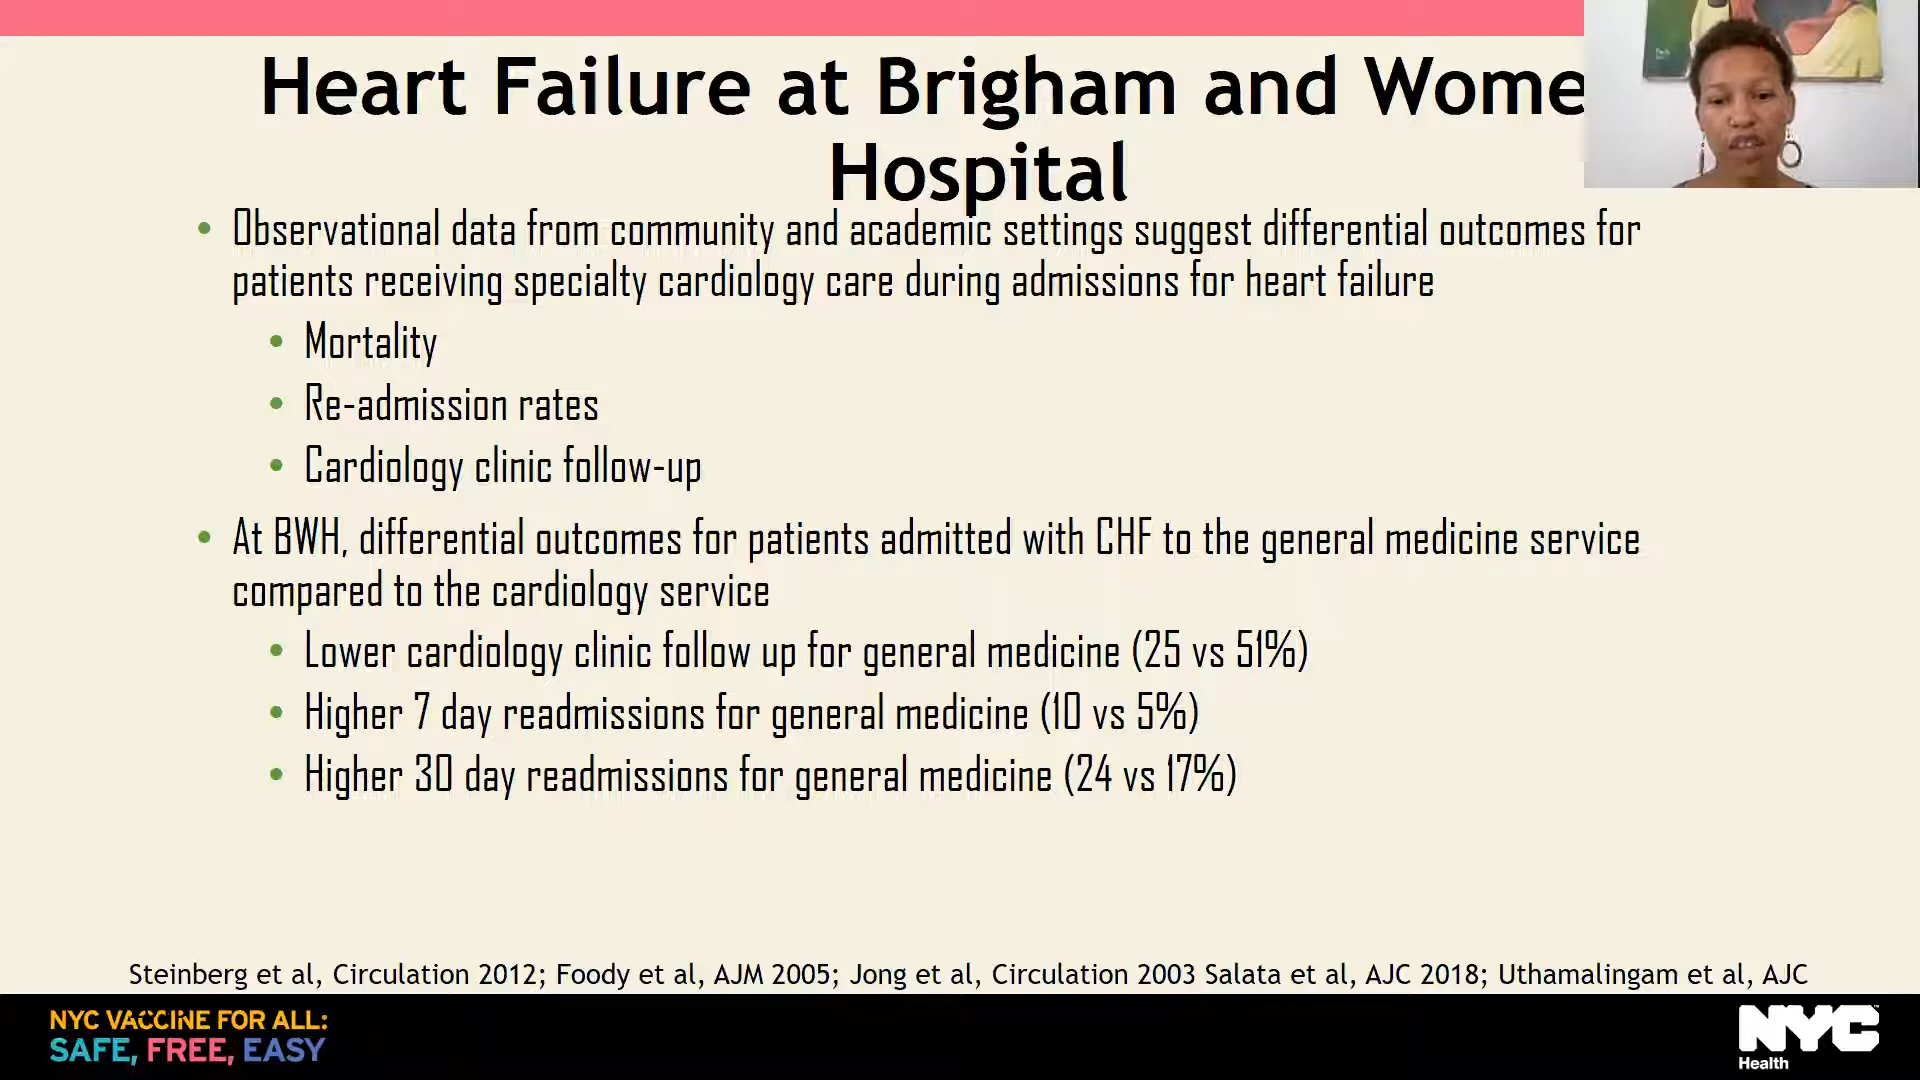 Heart Failure at Brigham and Wome
Hospital
• Observational data from community and academic settings suggest differential outcomes for
patients receiving specialty cardiology care during admissions for heart failure
• Mortality
• Re-admission rates
• Cardiology clinic follow-up
• At BWH, differential outcomes for patients admitted with CHF to the general medicine service
compared to the cardiology service
• Lower cardiology clinic follow up for general medicine (25 vs 51%)
• Higher 7 day readmissions for general medicine (10 vs 5%)
• Higher 30 day readmissions for general medicine (24 vs 17%)
Steinberg et al, Circulation 2012; Foody et al, AJM 2005; Jong et al, Circulation 2003 Salata et al, AJC 2018; Uthamalingam et al, AJC
NYC VACCINE FOR ALL:
SAFE, FREE, EASY
NYC
Health